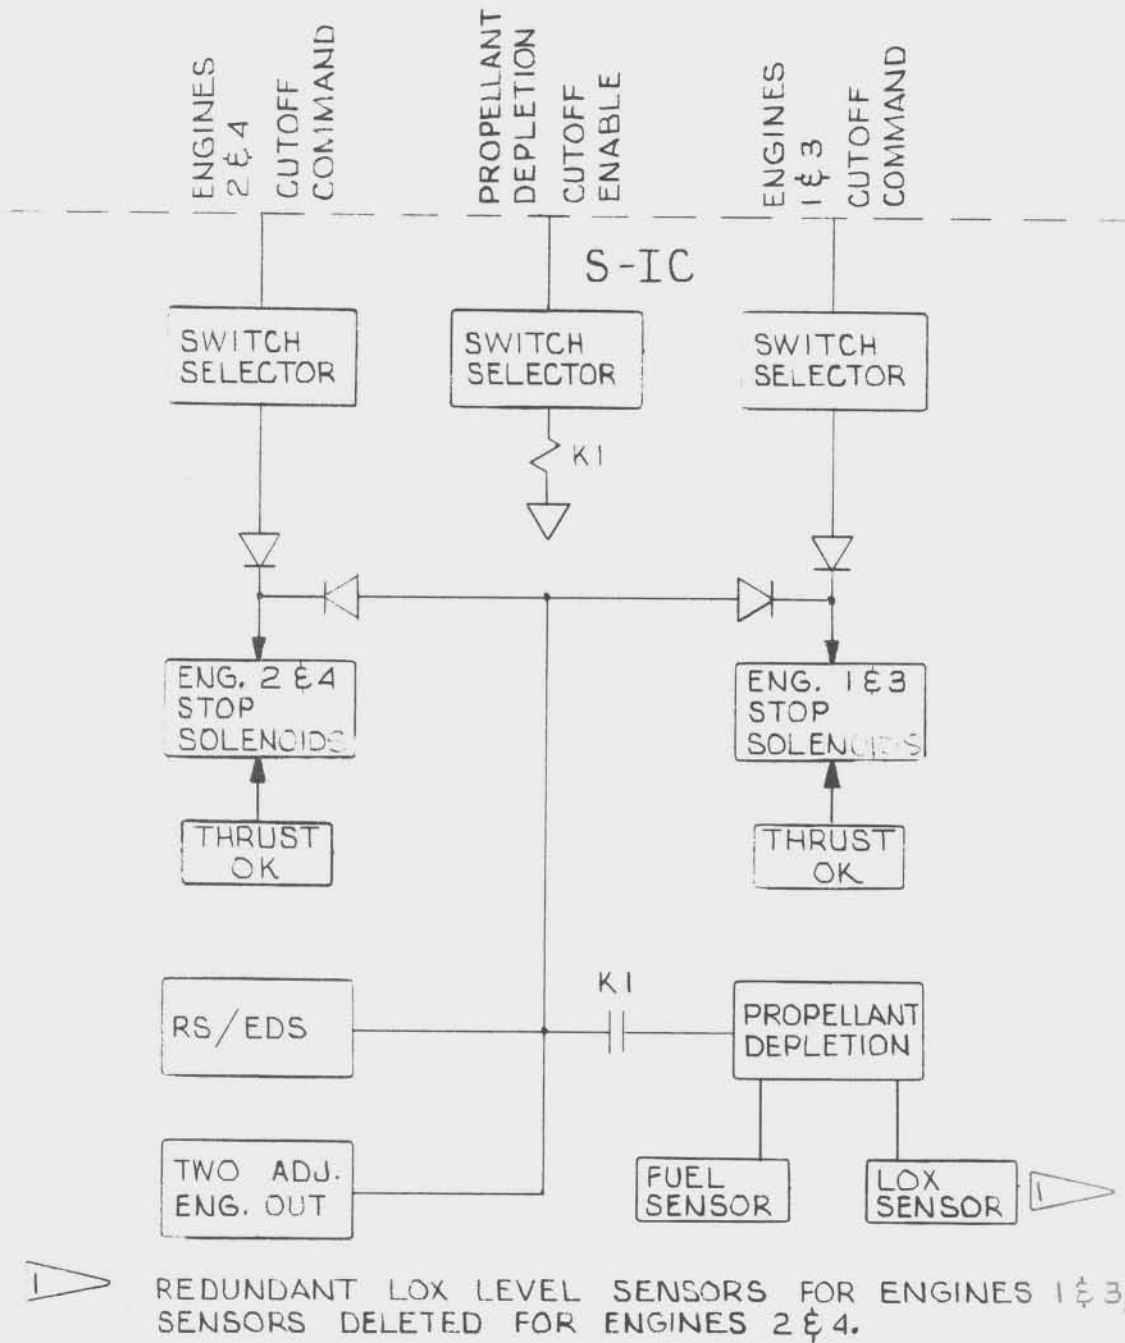 ENGINES
2 & 4
CUTOFF
COMMAND
PROPELLANT
DEPLETION
CUTOFF
ENABLE
ENGINES
1 & 3
CUTOFF
COMMAND
S-IC
SWITCH
SELECTOR
SWITCH
SELECTOR
SWITCH
SELECTOR
K1
ENG. 2 & 4
STOP
SOLENOIDS
ENG. 1 & 3
STOP
SOLENOIDS
THRUST
OK
THRUST
OK
RS/EDS
K1
PROPELLANT
DEPLETION
TWO ADJ.
ENG. OUT
FUEL
SENSOR
LOX
SENSOR
1
1
REDUNDANT LOX LEVEL SENSORS FOR ENGINES 1 & 3,
SENSORS DELETED FOR ENGINES 2 & 4.